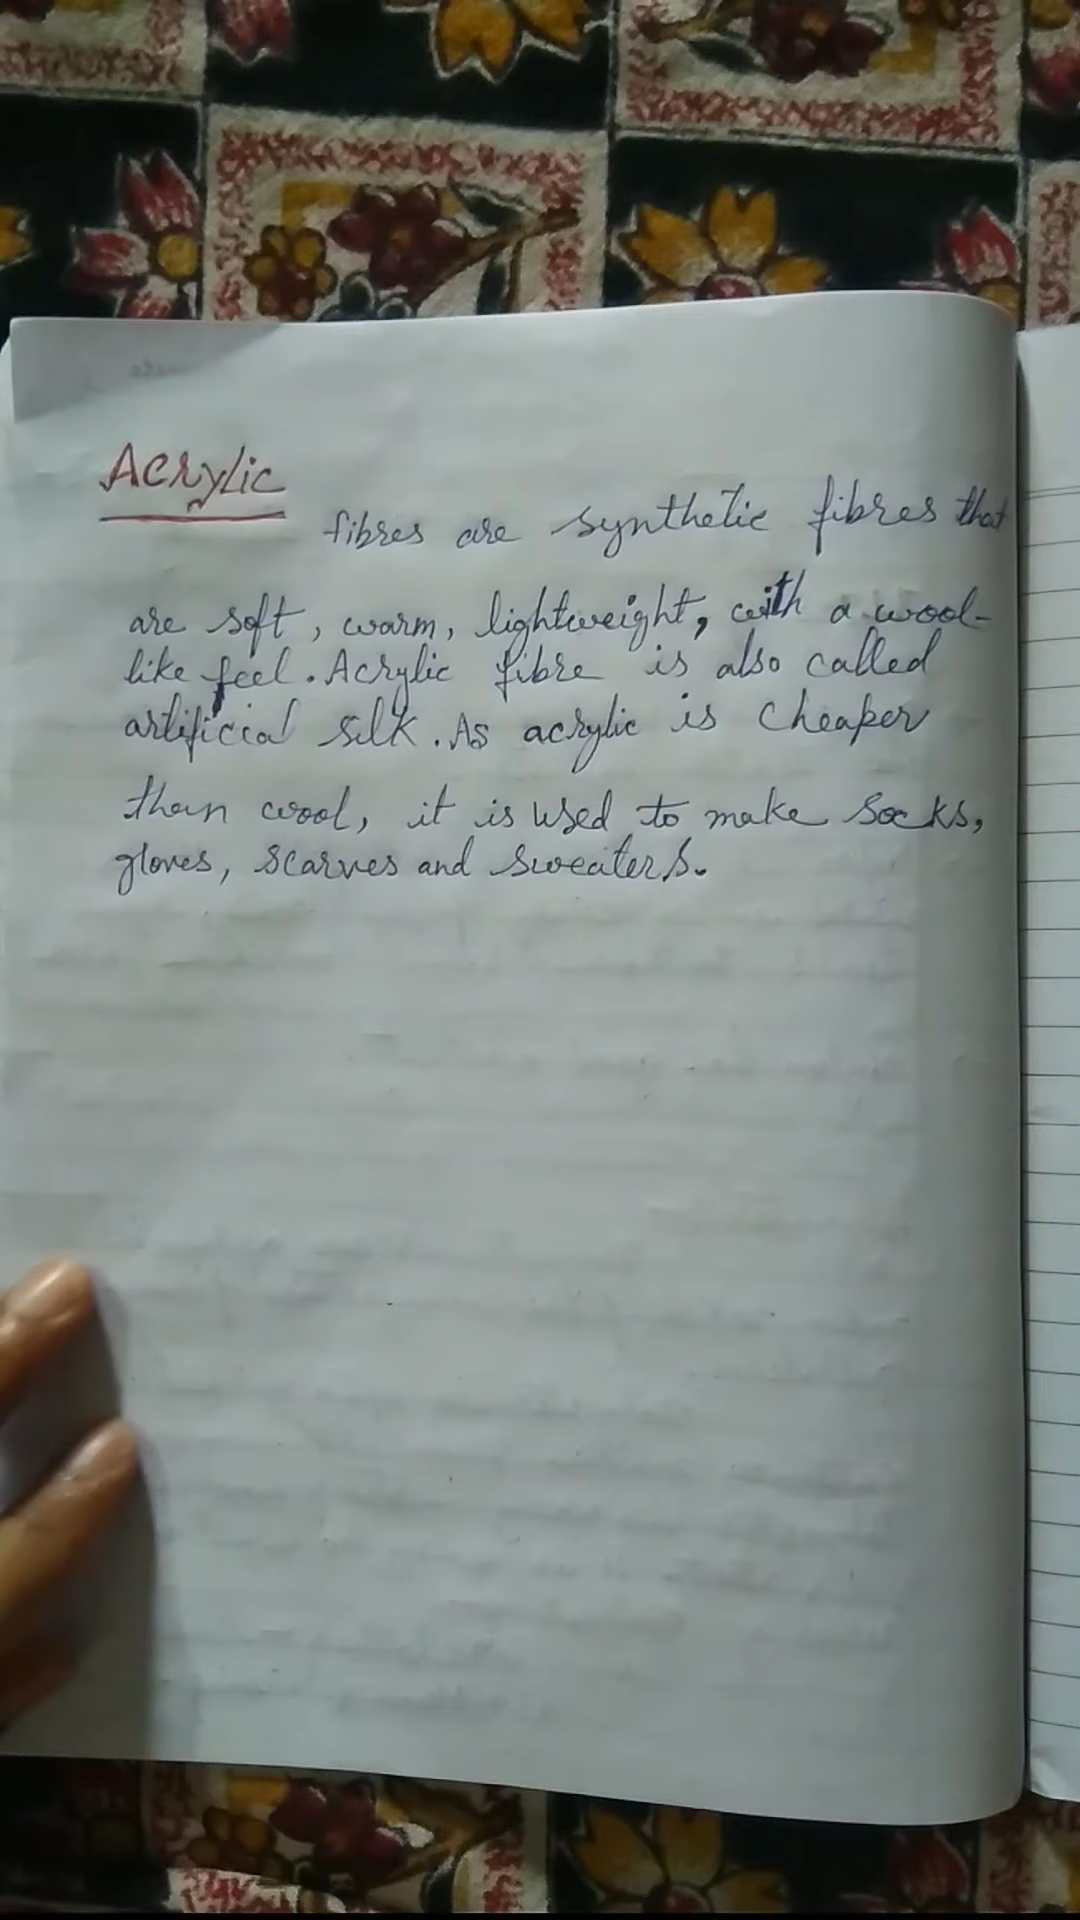 Acrylic
fibres are synthetic fibres that
are soft, warm, lightweight, with a wool-
like feel. Acrylic fibre is also called
artificial silk. As acrylic is cheaper
than wool, it is used to make socks,
gloves, scarves and sweaters.